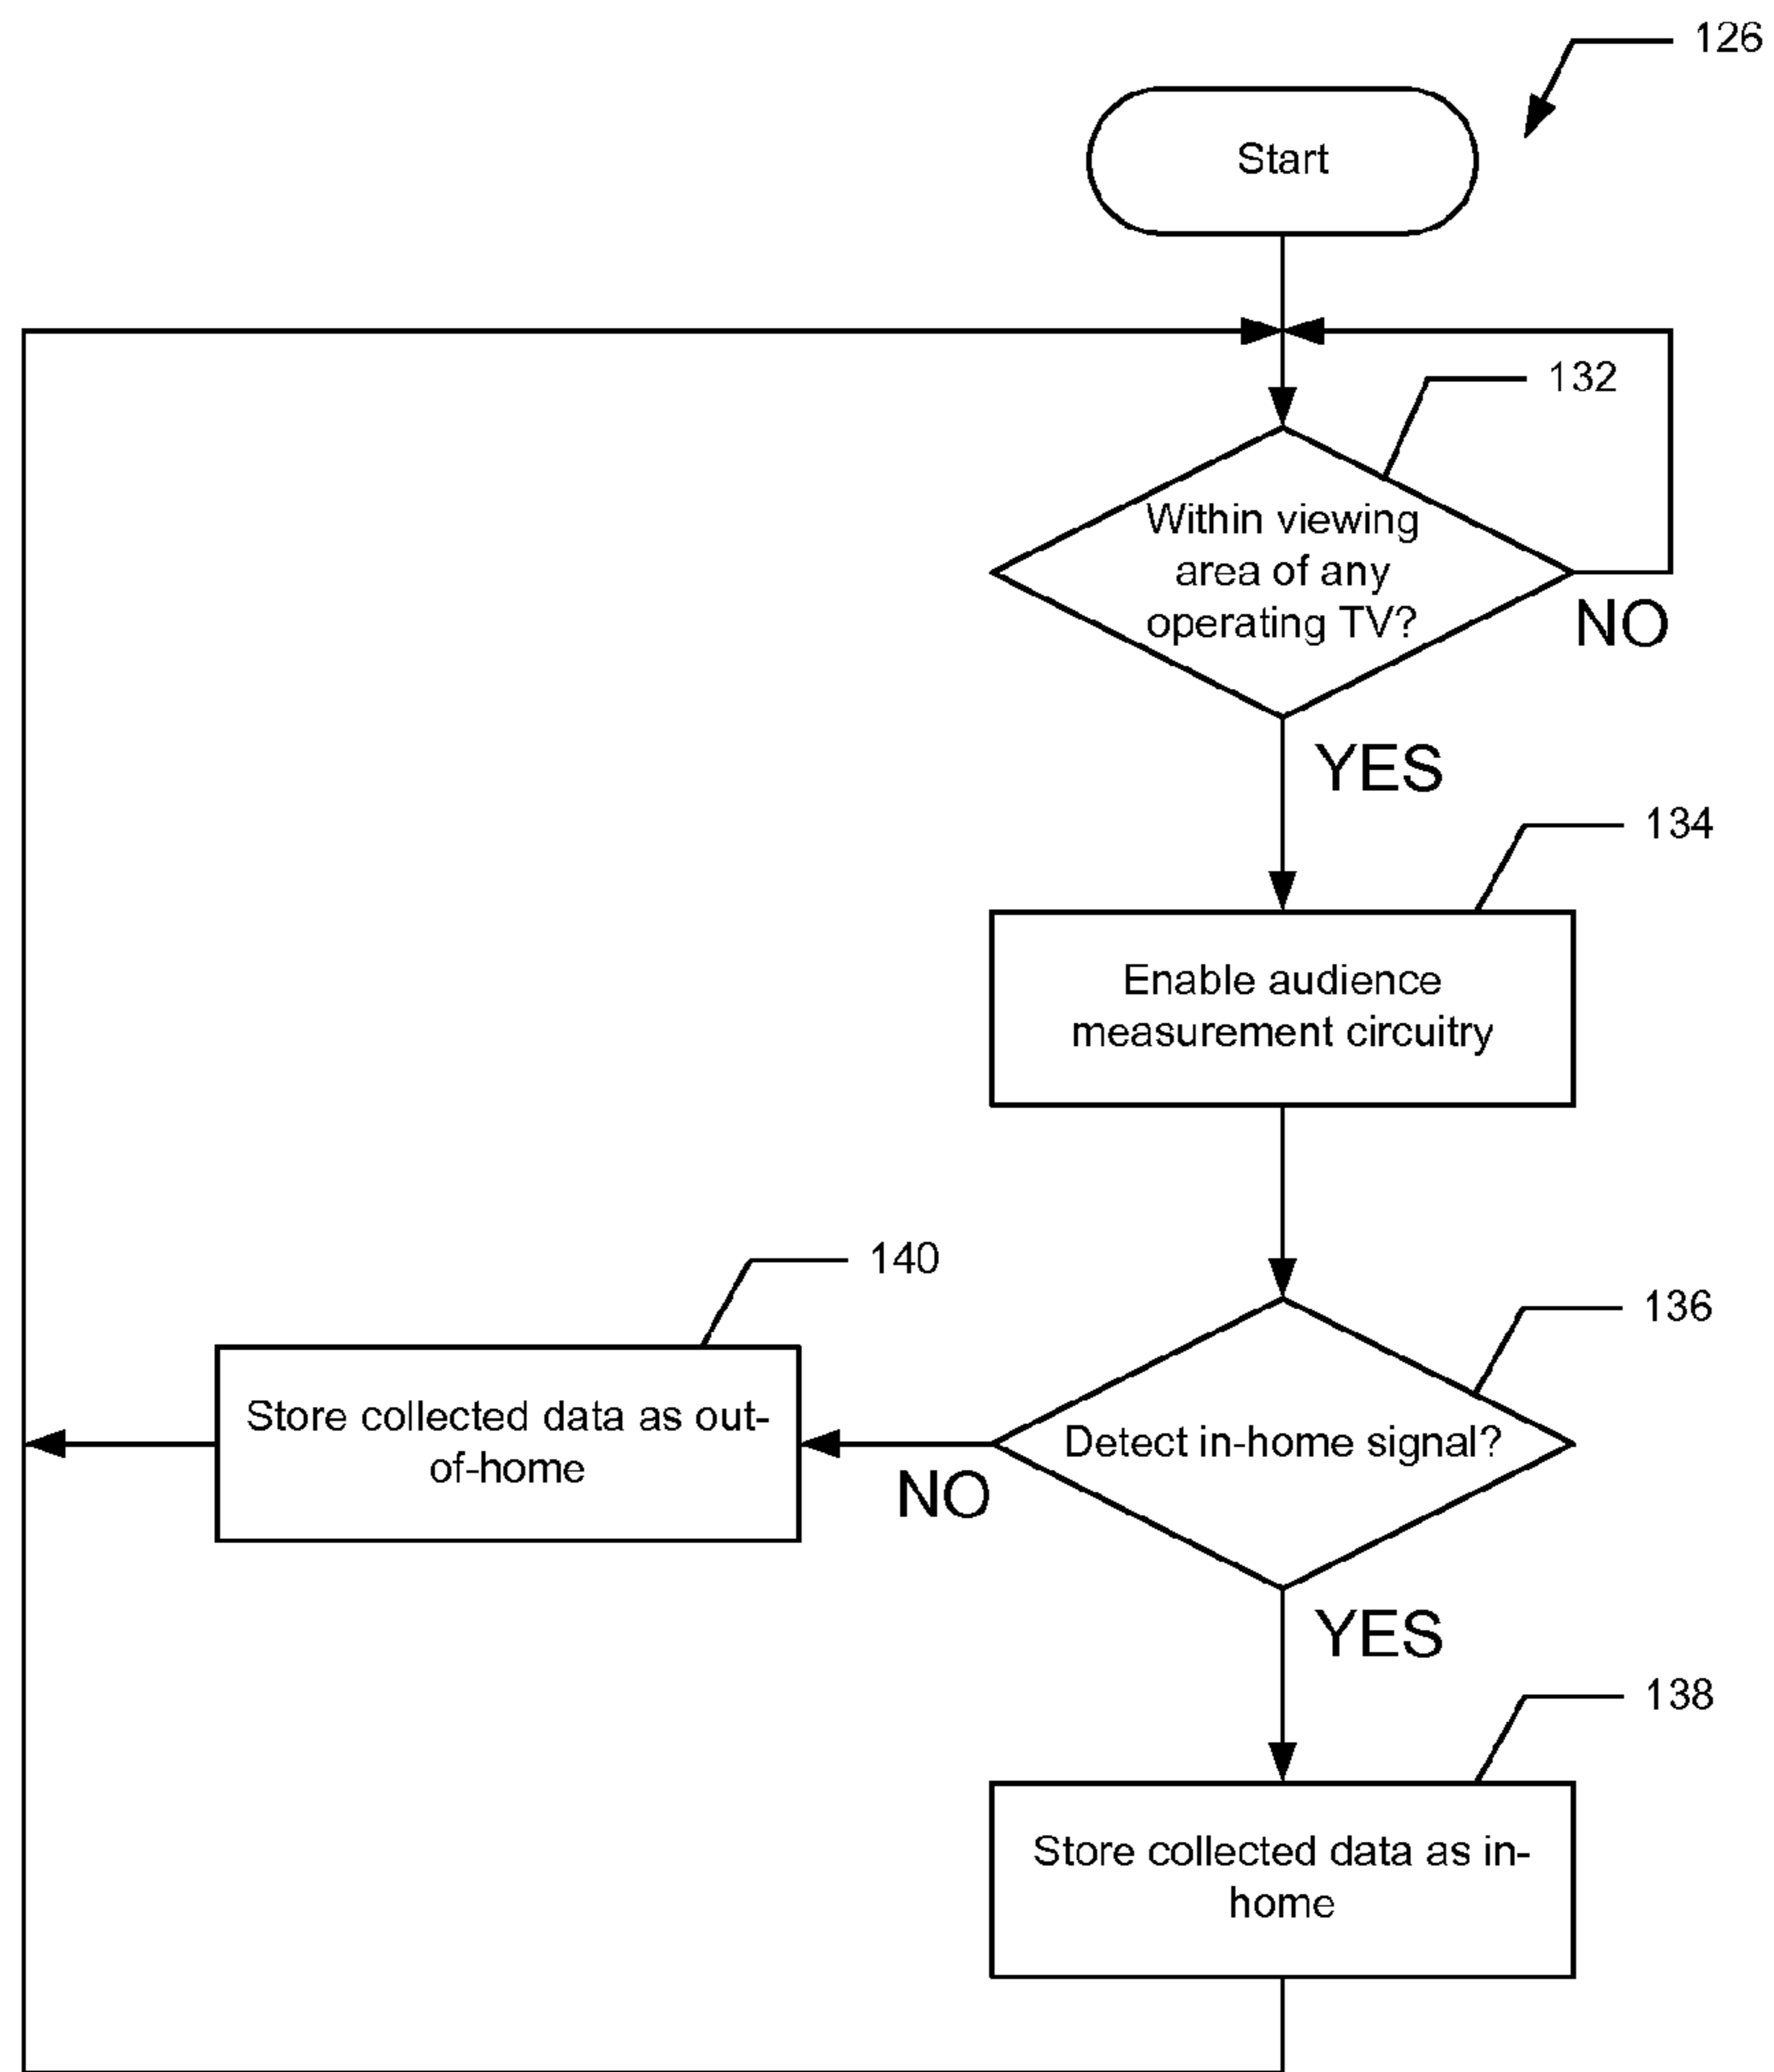 126
Start
132
Within viewing
area of any
operating TV?
NO
YES
134
Enable audience
measurement circuitry
140
136
Store collected data as out-
of-home
Detect in-home signal?
NO
YES
138
Store collected data as in-
home